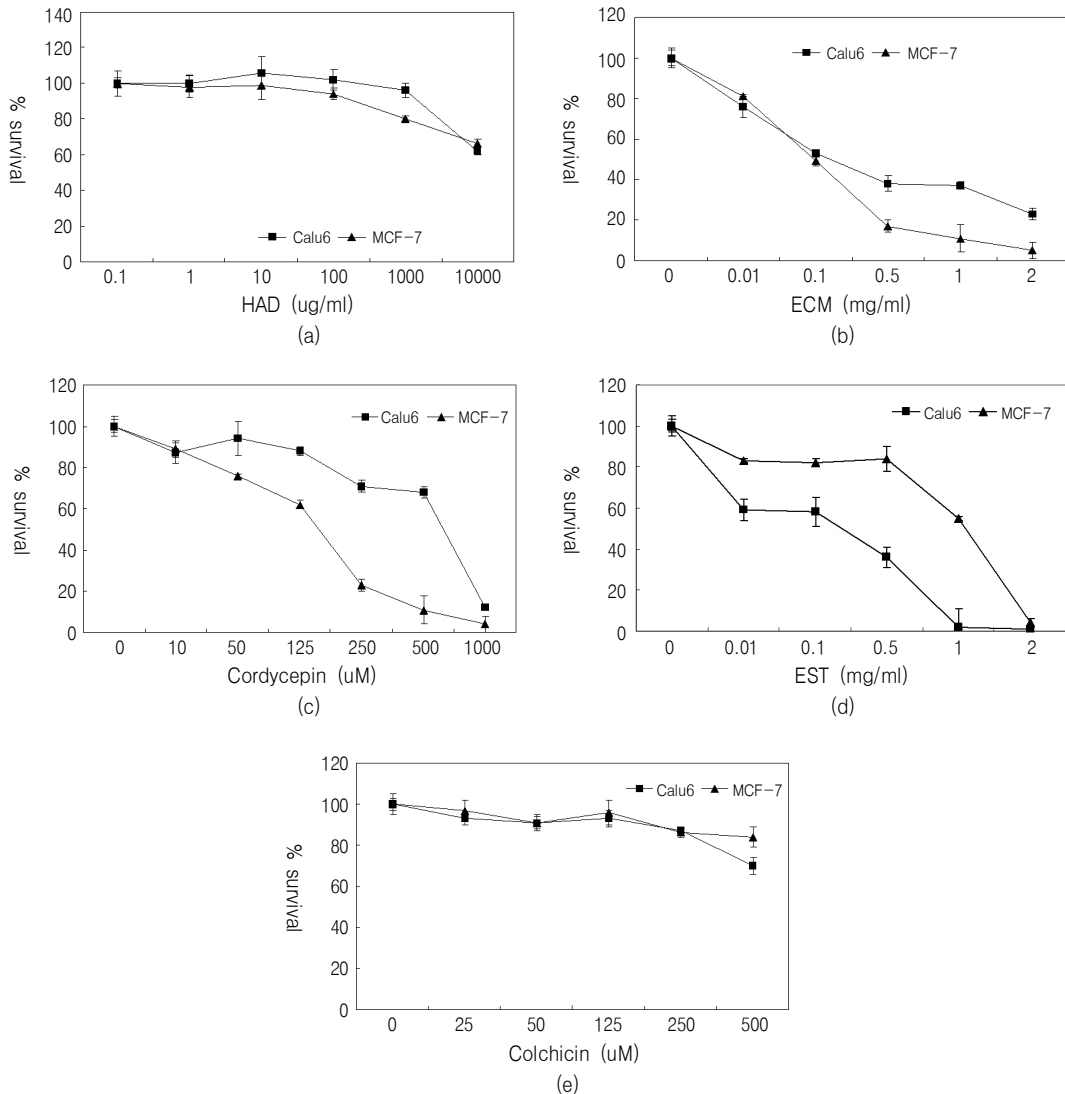 140
120
100
80
60
40
20
0
% survival
Calu6 MCF-7
0.1 1 10 100 1000 10000
HAD (ug/ml)
(a)
120
100
80
60
40
20
0
% survival
Calu6 MCF-7
0 0.01 0.1 0.5 1 2
ECM (mg/ml)
(b)
120
100
80
60
40
20
0
% survival
Calu6 MCF-7
0 10 50 125 250 500 1000
Cordycepin (uM)
(c)
120
100
80
60
40
20
0
% survival
Calu6 MCF-7
0 0.01 0.1 0.5 1 2
EST (mg/ml)
(d)
120
100
80
60
40
20
0
% survival
Calu6 MCF-7
0 25 50 125 250 500
Colchicin (uM)
(e)